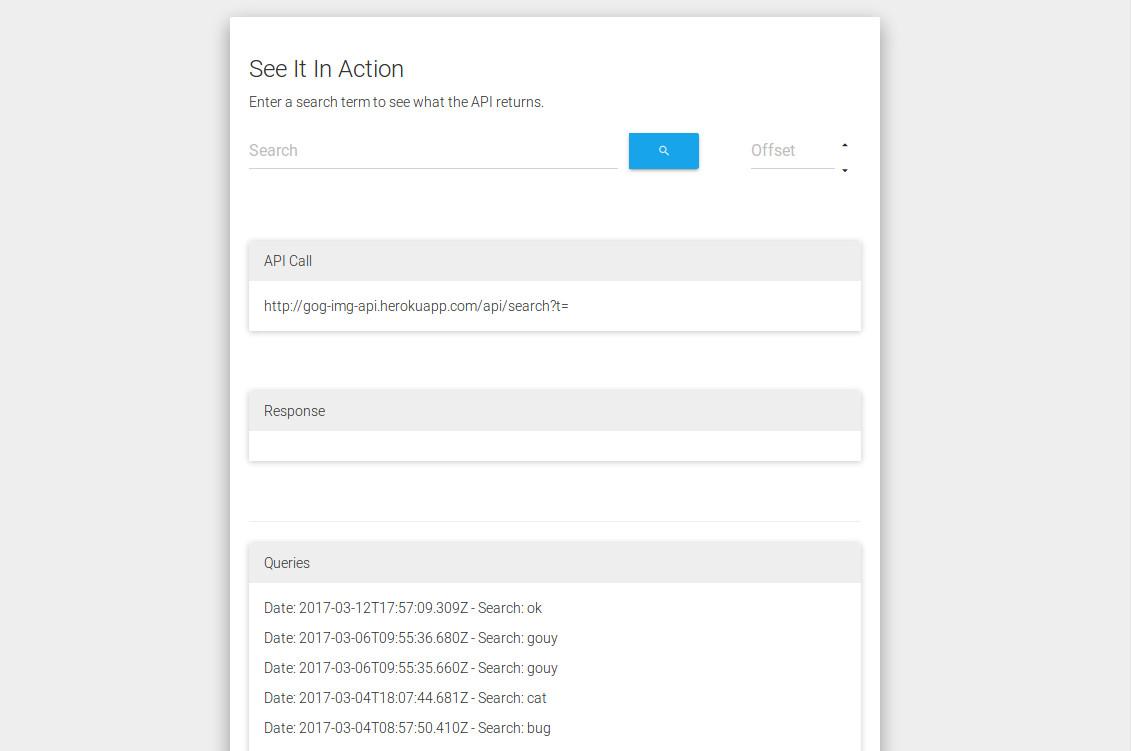 See It In Action
Enter a search term to see what the API returns.
Search
Offset
API Call
http://gog-img-api.herokuapp.com/api/search?t=
Response
Queries
Date: 2017-03-12T17:57:09.309Z - Search: ok
Date: 2017-03-06T09:55:36.680Z - Search: gouy
Date: 2017-03-06T09:55:35.660Z - Search: gouy
Date: 2017-03-04T18:07:44.681Z - Search: cat
Date: 2017-03-04T08:57:50.410Z - Search: bug